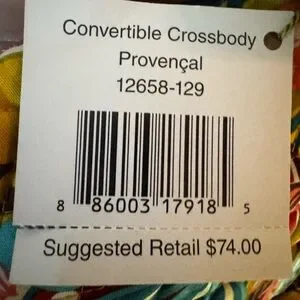 Convertible Crossbody
Provençal
12658-129
8 86003 17918 5
Suggested Retail $74.00